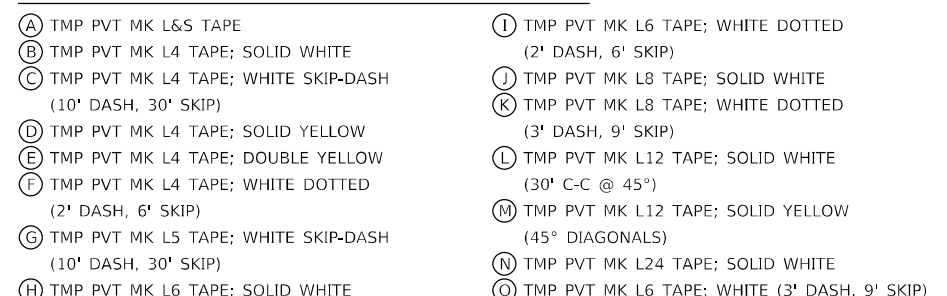 A TMP PVT MK L&S TAPE
B TMP PVT MK L4 TAPE; SOLID WHITE
C TMP PVT MK L4 TAPE; WHITE SKIP-DASH
(10' DASH, 30' SKIP)
D TMP PVT MK L4 TAPE; SOLID YELLOW
E TMP PVT MK L4 TAPE; DOUBLE YELLOW
F TMP PVT MK L4 TAPE; WHITE DOTTED
(2' DASH, 6' SKIP)
G TMP PVT MK L5 TAPE; WHITE SKIP-DASH
(10' DASH, 30' SKIP)
H TMP PVT MK L6 TAPE; SOLID WHITE
I TMP PVT MK L6 TAPE; WHITE DOTTED
(2' DASH, 6' SKIP)
J TMP PVT MK L8 TAPE; SOLID WHITE
K TMP PVT MK L8 TAPE; WHITE DOTTED
(3' DASH, 9' SKIP)
L TMP PVT MK L12 TAPE; SOLID WHITE
(30' C-C @ 45°)
M TMP PVT MK L12 TAPE; SOLID YELLOW
(45° DIAGONALS)
N TMP PVT MK L24 TAPE; SOLID WHITE
O TMP PVT MK L6 TAPE; WHITE (3' DASH, 9' SKIP)